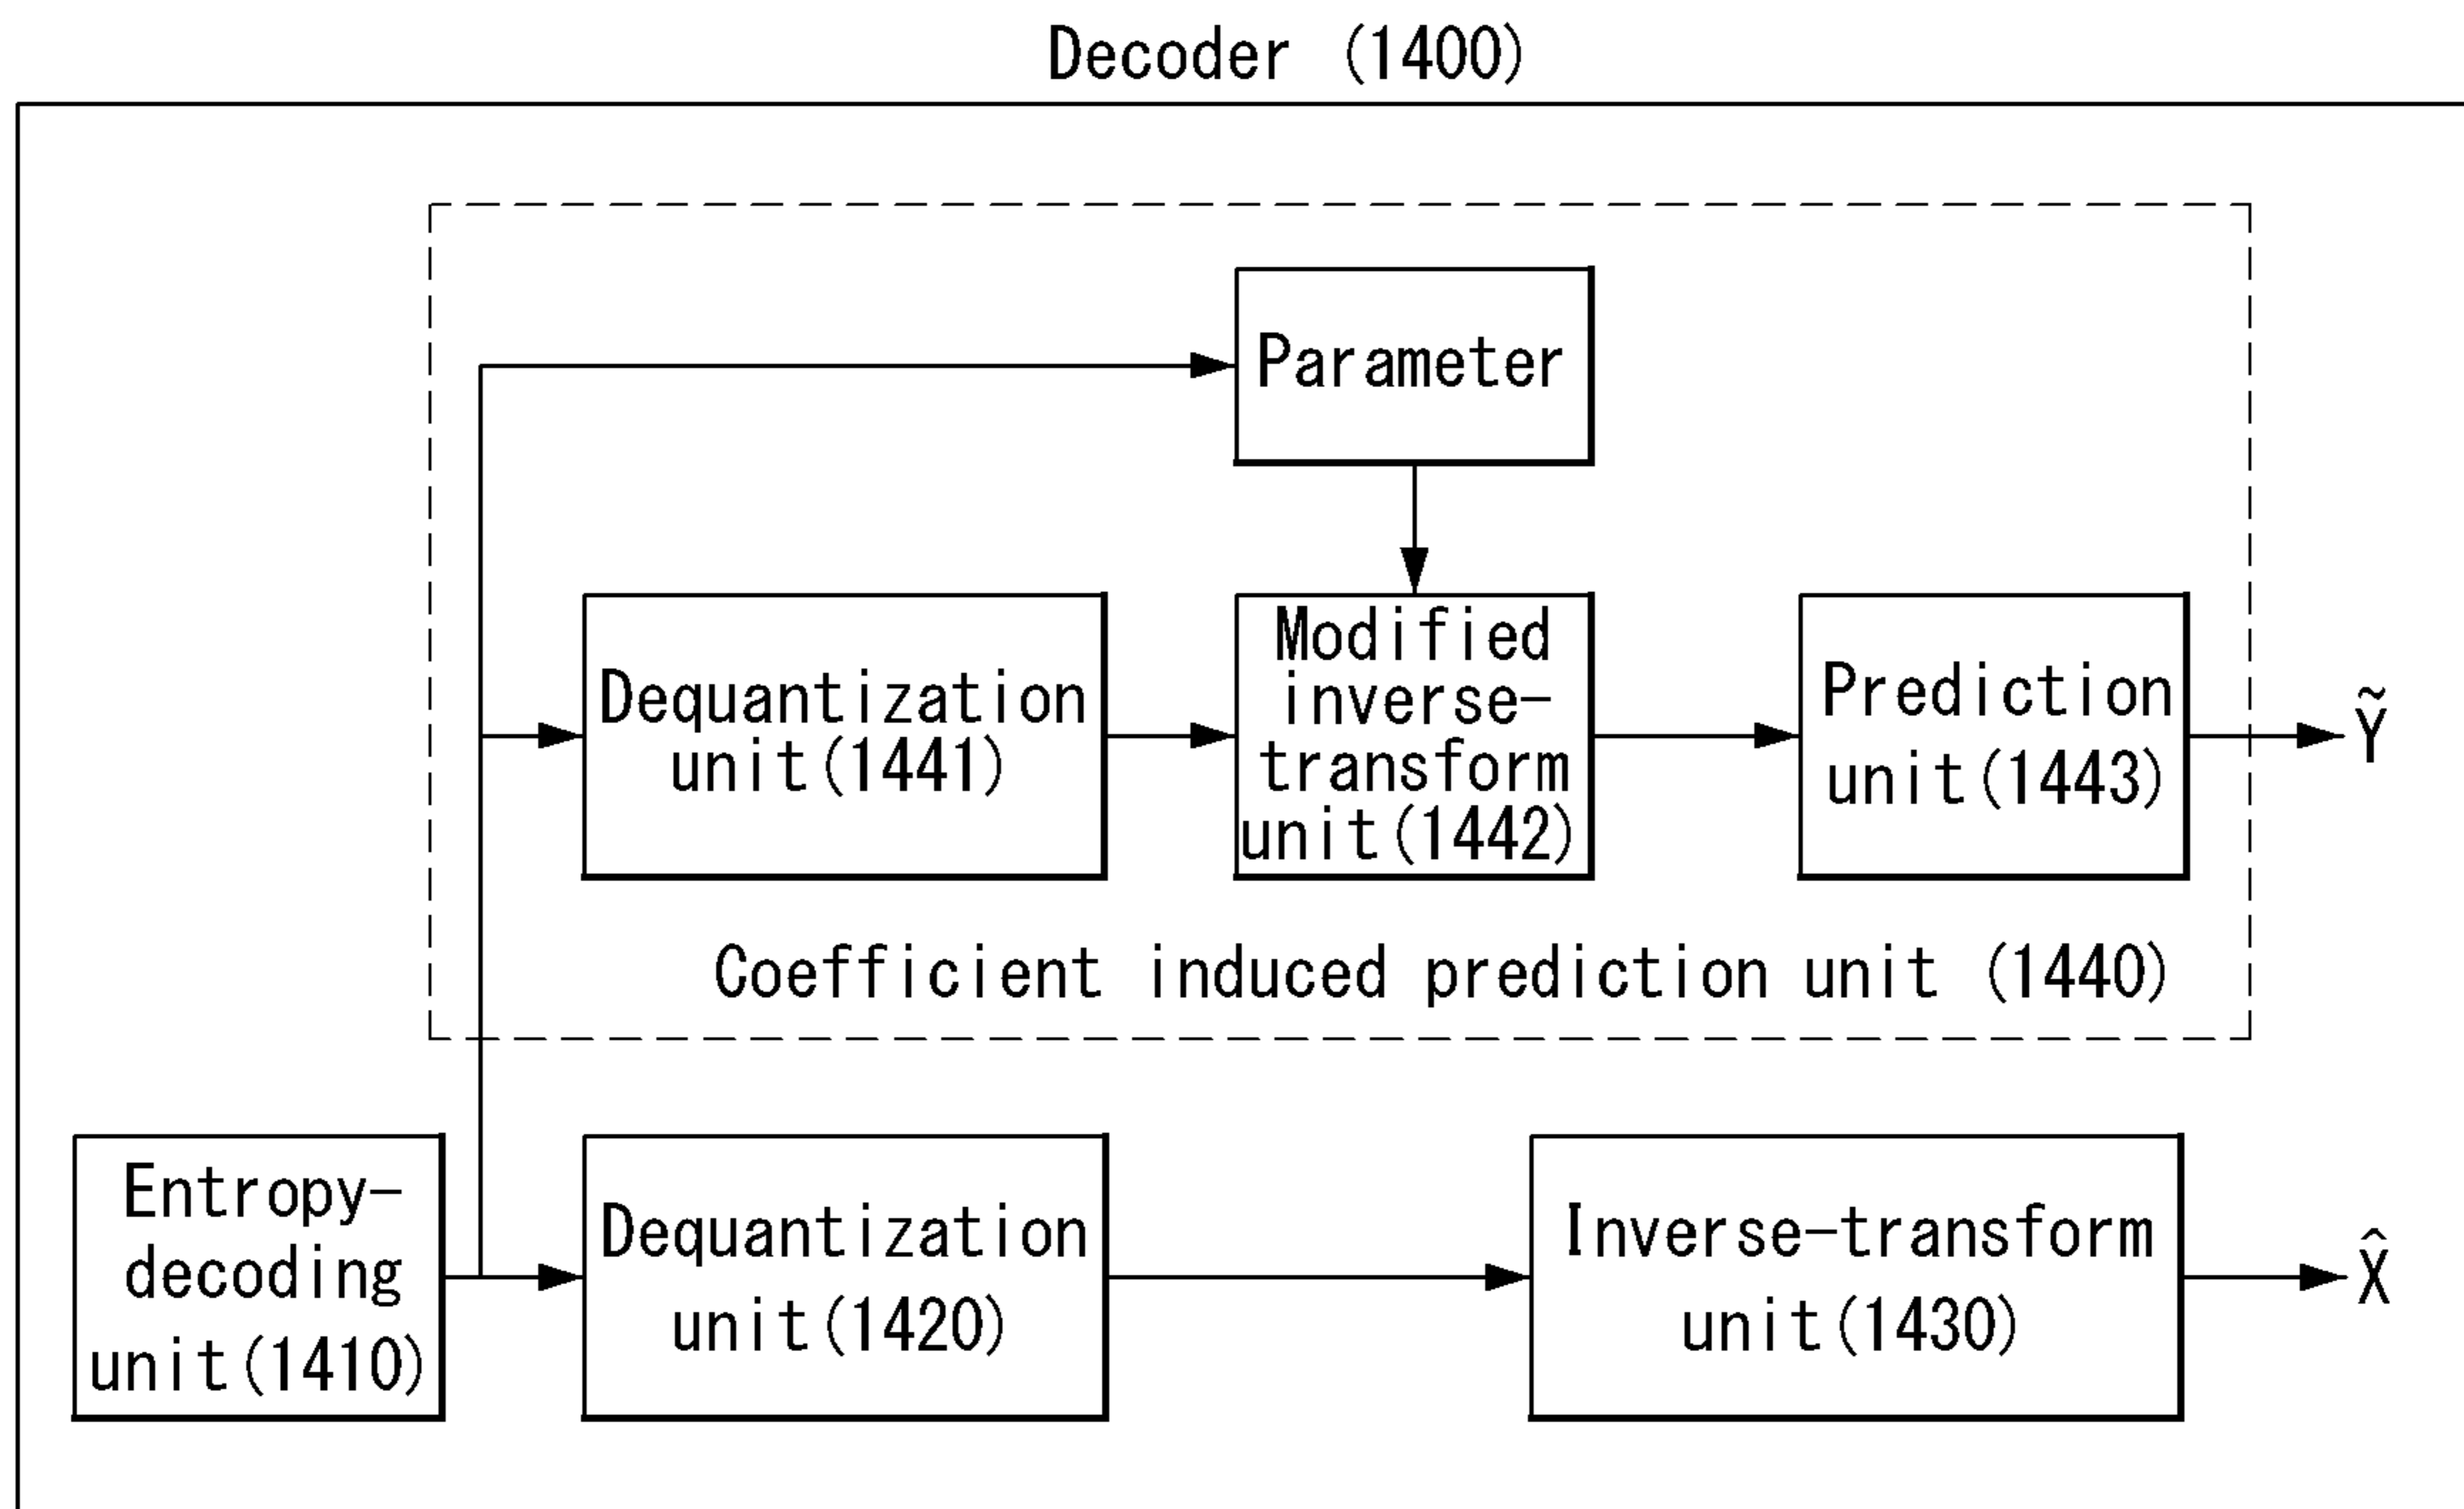 Decoder (1400)
Parameter
Dequantization
unit(1441)
Modified
inverse-
transform
unit(1442)
Prediction
unit(1443)
Ỹ
Coefficient induced prediction unit (1440)
Entropy-
decoding
unit(1410)
Dequantization
unit(1420)
Inverse-transform
unit(1430)
X̂